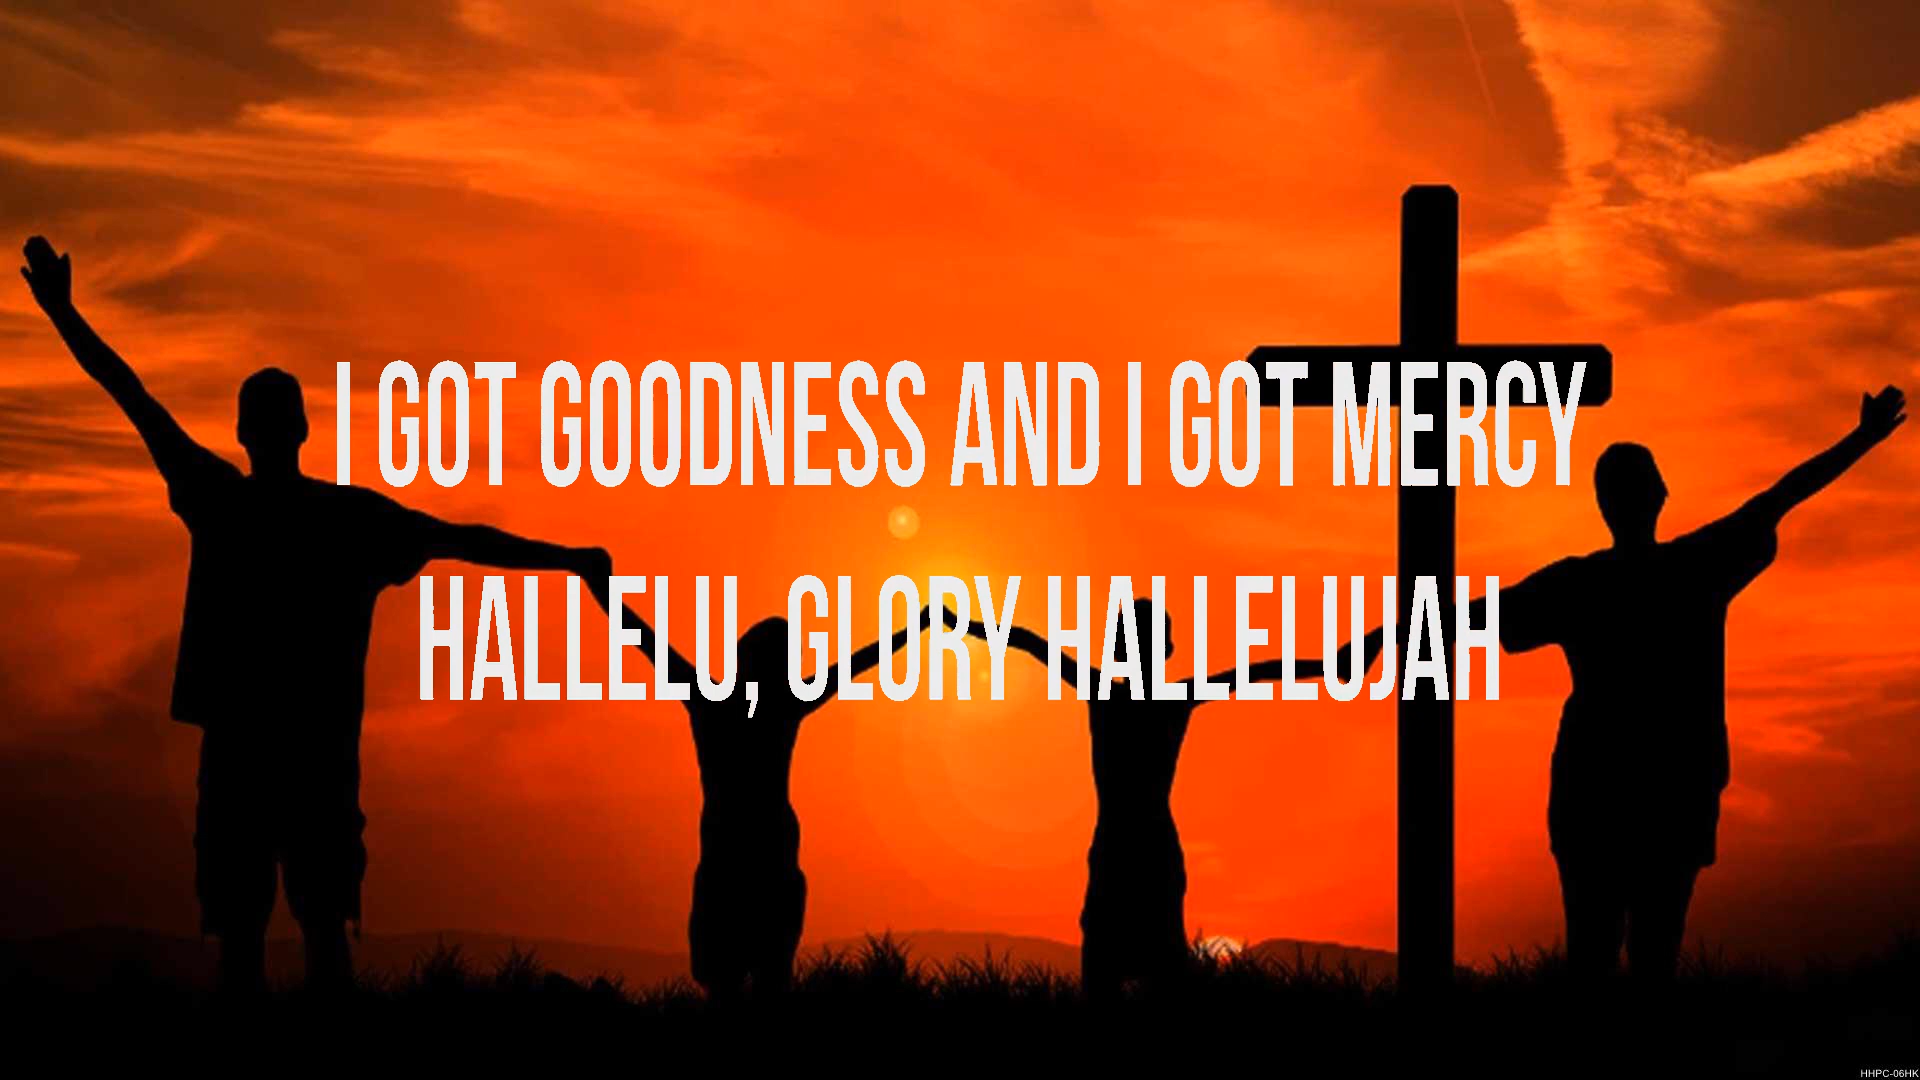 I GOT GOODNESS AND I GOT MERCY
HALLELU, GLORY HALLELUJAH
HHPC-06HK